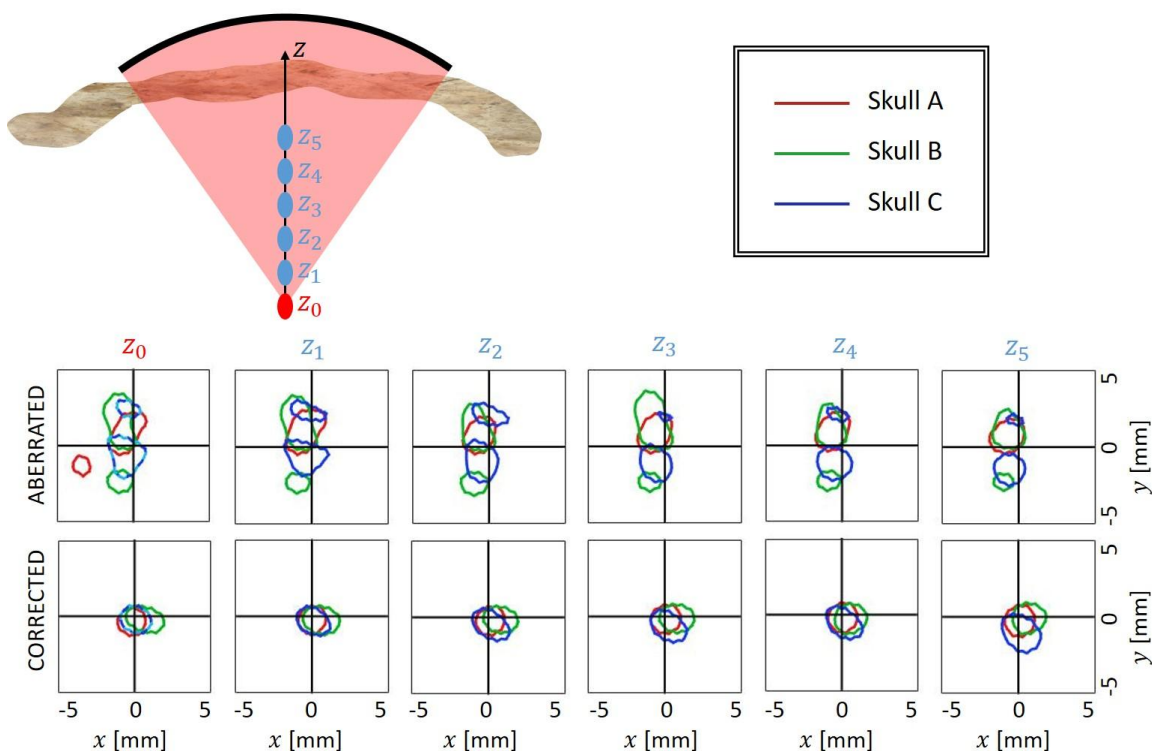 z
z₅
z₄
z₃
z₂
z₁
z₀
Skull A
Skull B
Skull C
z₀ z₁ z₂ z₃ z₄ z₅
ABERRATED
5
0
-5
y [mm]
CORRECTED
5
0
-5
y [mm]
-5 0 5 -5 0 5 -5 0 5 -5 0 5 -5 0 5 -5 0 5
x [mm] x [mm] x [mm] x [mm] x [mm] x [mm]